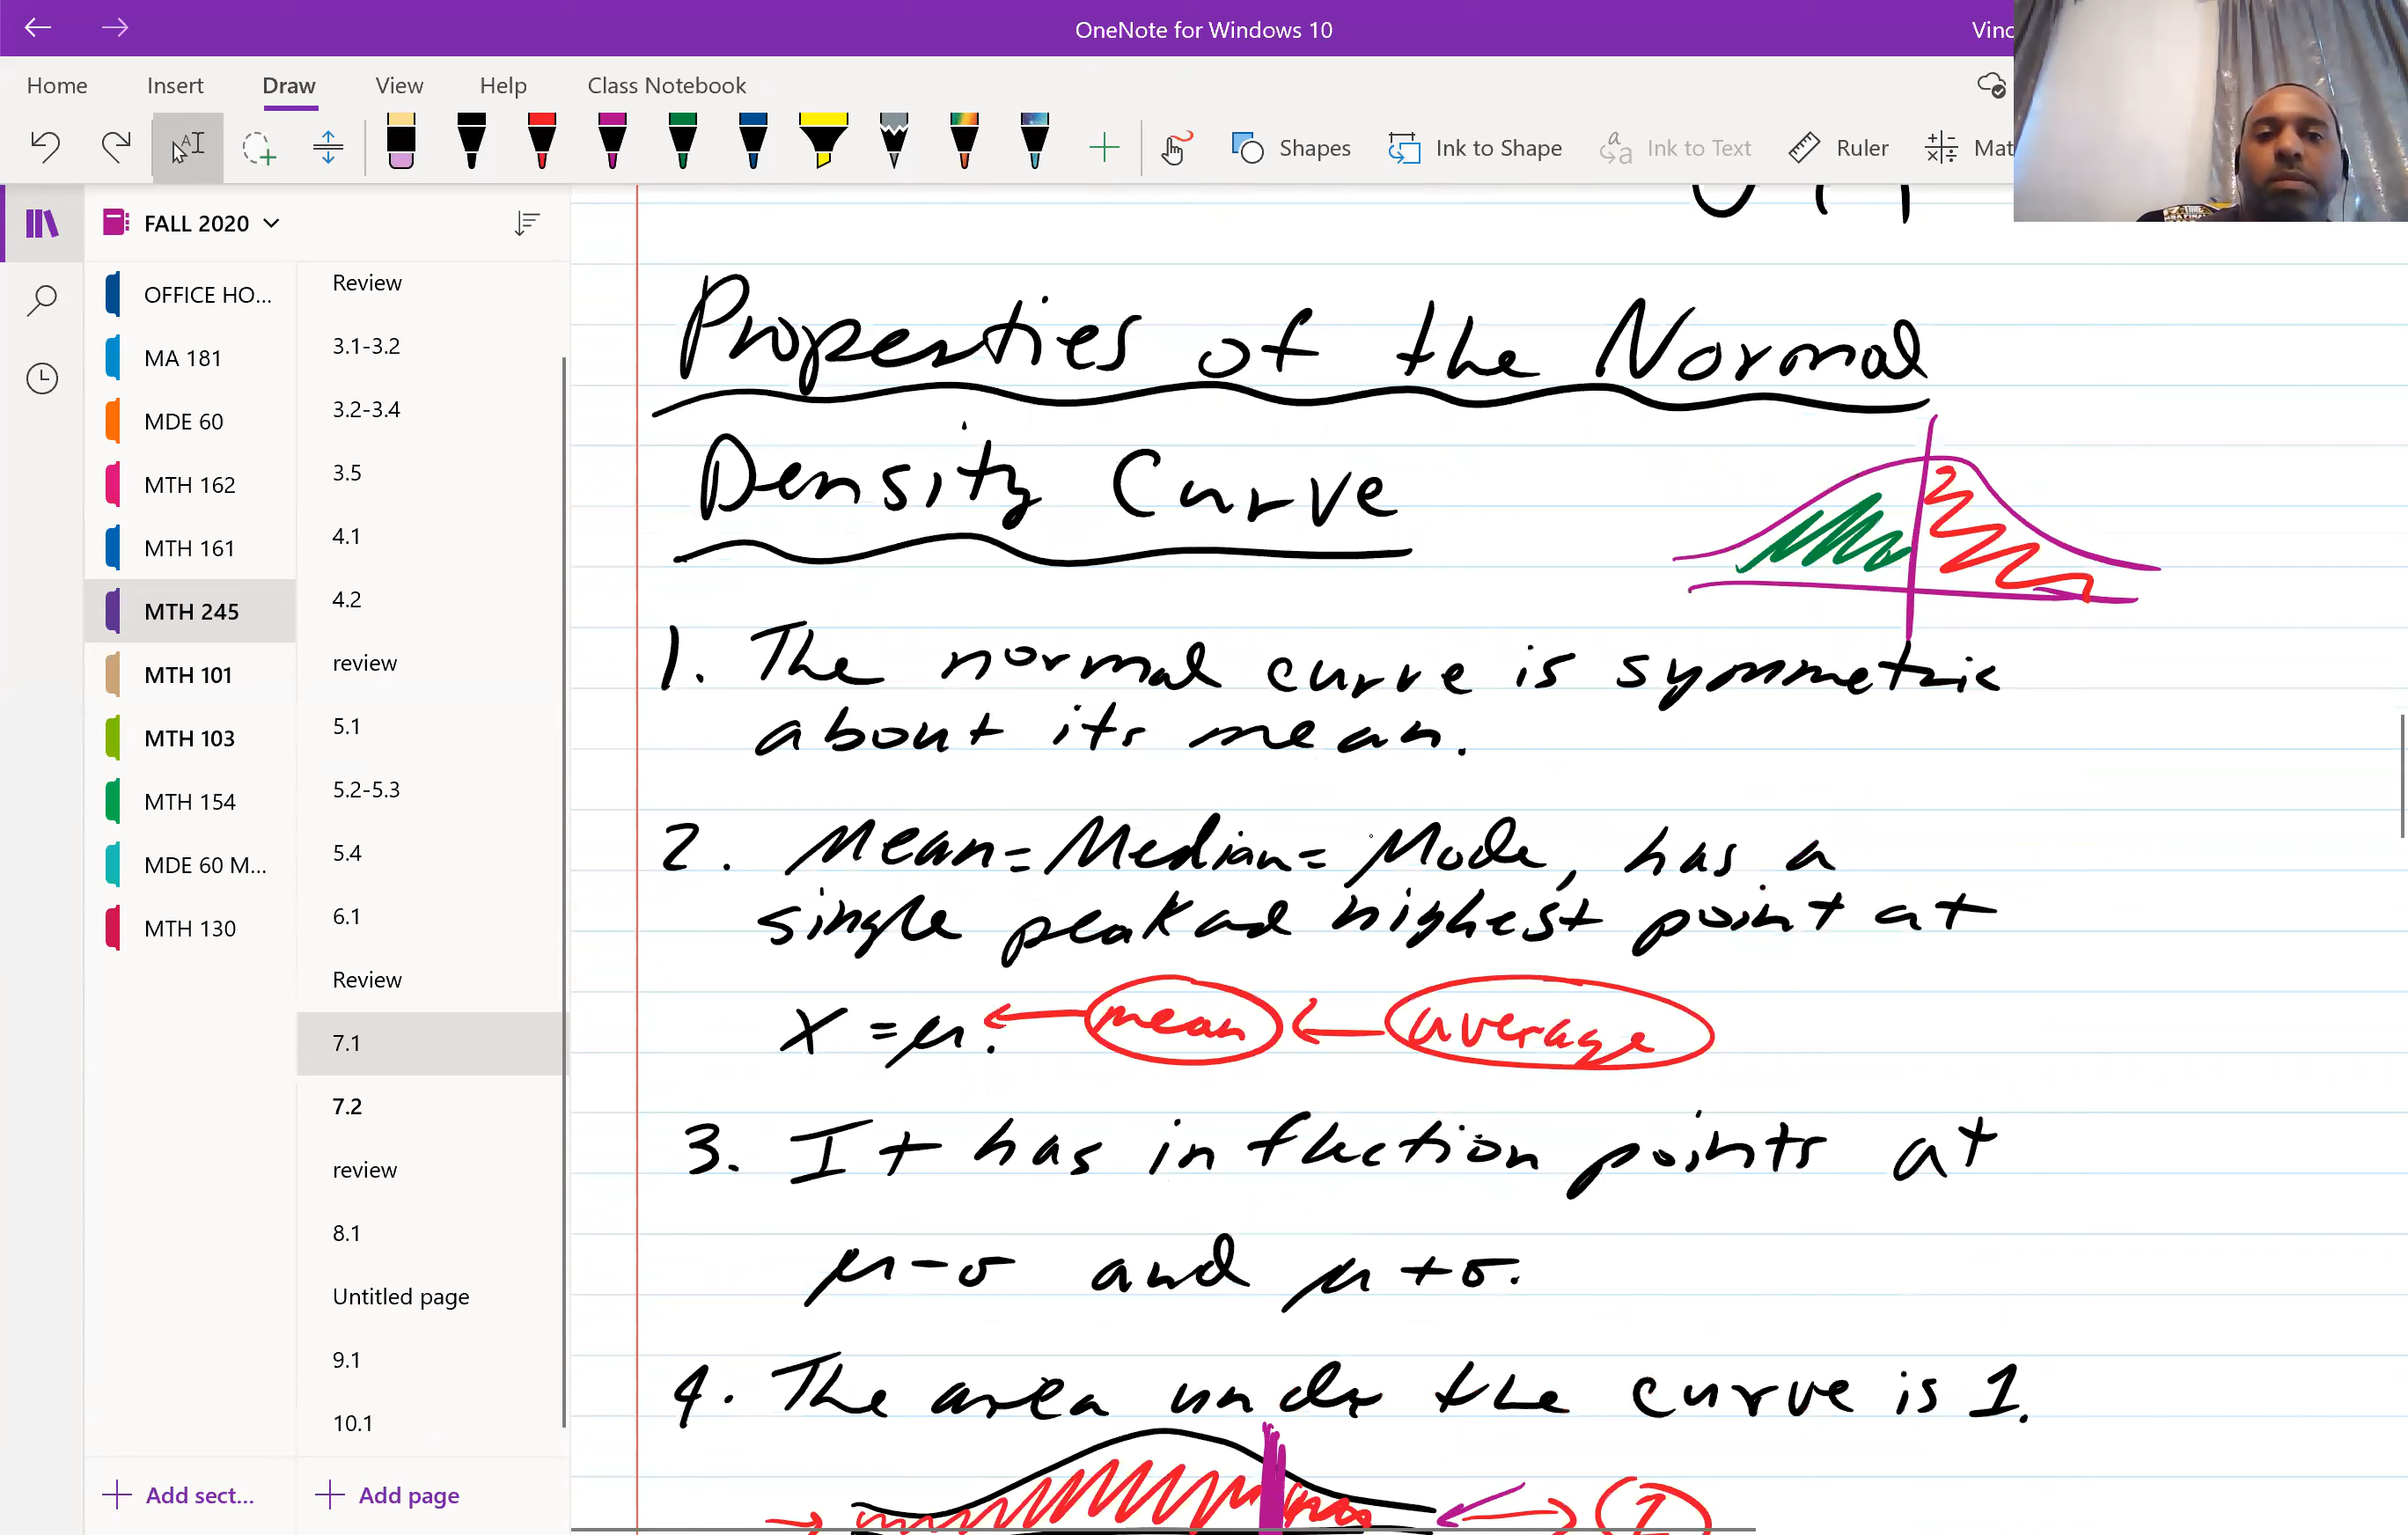 OneNote for Windows 10
Vinc
Home Insert Draw View Help Class Notebook
Shapes Ink to Shape Ink to Text Ruler Mat
FALL 2020
OFFICE HO...
MA 181
MDE 60
MTH 162
MTH 161
MTH 245
MTH 101
MTH 103
MTH 154
MDE 60 M...
MTH 130
Add sect...
Review
3.1-3.2
3.2-3.4
3.5
4.1
4.2
review
5.1
5.2-5.3
5.4
6.1
Review
7.1
7.2
review
8.1
Untitled page
9.1
10.1
Add page
Properties of the Normal
Density Curve
1. The normal curve is symmetric
about its mean.
2. Mean=Median=Mode, has a
single peak ad highest point at
X = μ. ← mean ← average
3. It has inflection points at
μ-σ and μ+σ.
4. The area under the curve is 1.
1